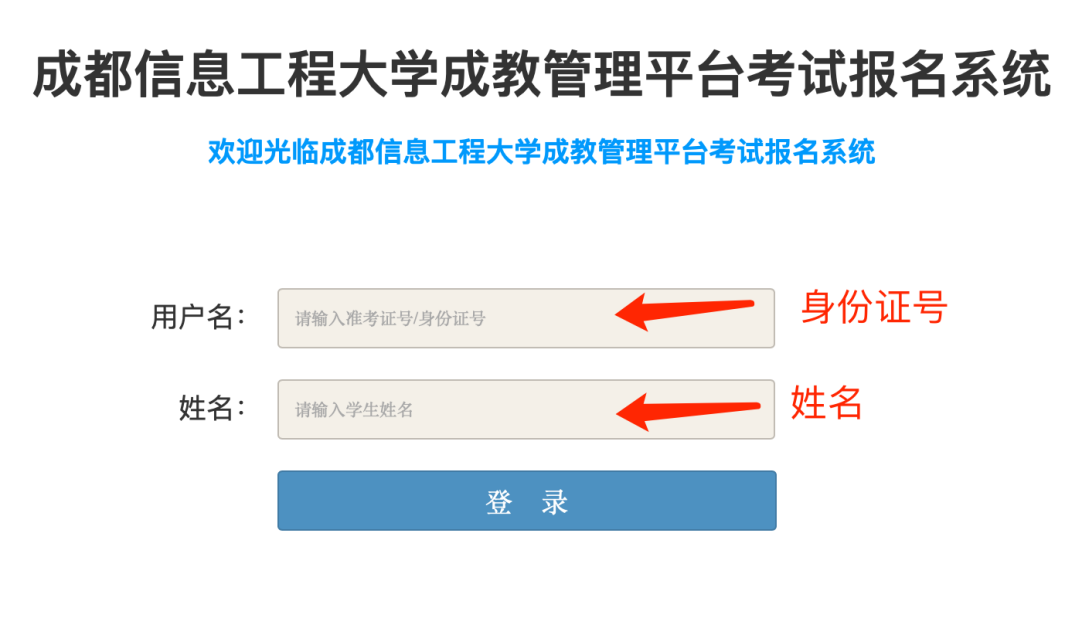 成都信息工程大学成教管理平台考试报名系统
欢迎光临成都信息工程大学成教管理平台考试报名系统
用户名： 请输入准考证号/身份证号 身份证号
姓名： 请输入学生姓名 姓名
登 录